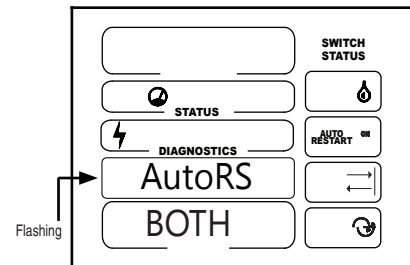 SWITCH
STATUS
STATUS
AUTO ON
RESTART
DIAGNOSTICS
AutoRS
BOTH
Flashing